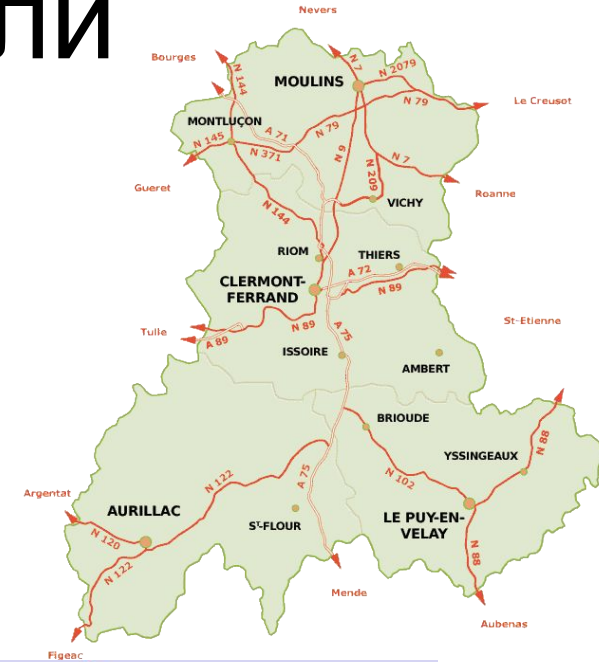 ли
Nevers
Bourges
N 7
N 2079
N 144
MOULINS
N 79
Le Creusot
MONTLUÇON
A 71
N 79
N 145
N 371
N 9
N 7
Gueret
N 209
Roanne
VICHY
N 144
RIOM
THIERS
A 72
CLERMONT-
FERRAND
N 89
St-Etienne
Tulle
N 89
A 75
A 89
ISSOIRE
AMBERT
BRIOUDE
N 88
YSSINGEAUX
N 122
A 75
N 102
Argentat
AURILLAC
ST-FLOUR
LE PUY-EN-
VELAY
N 120
N 122
N 88
Mende
Aubenas
Figeac